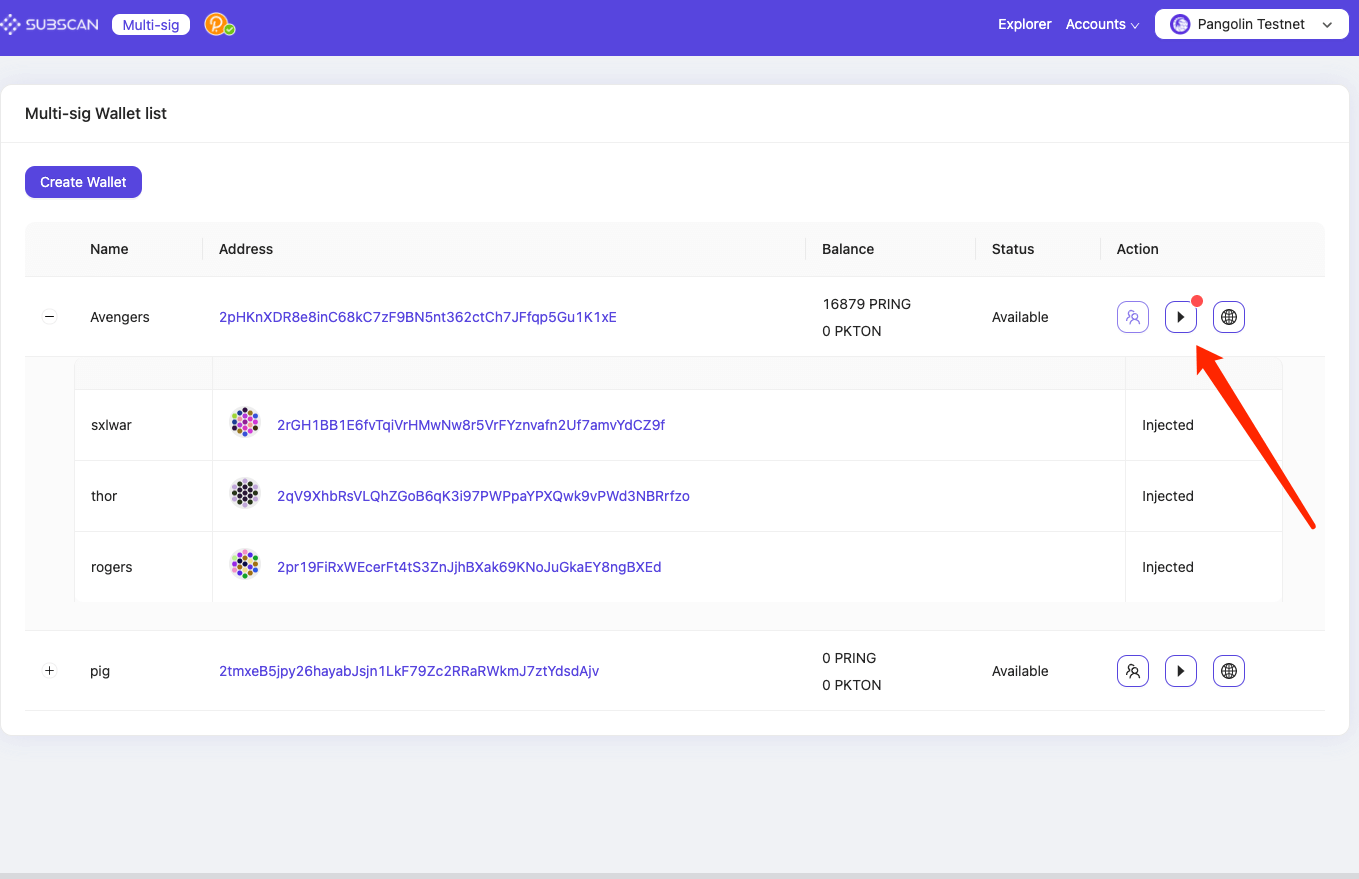 SUBSCAN Multi-sig Explorer Accounts Pangolin Testnet
Multi-sig Wallet list
Create Wallet
Name Address Balance Status Action
Avengers 2pHKnXDR8e8inC68kC7zF9BN5nt362ctCh7JFfqp5Gu1K1xE 16879 PRING Available
0 PKTON
sxlwar 2rGH1BB1E6fvTqiVrHMwNw8r5VrFYznvafn2Uf7amvYdCZ9f Injected
thor 2qV9XhbRsVLQhZGoB6qK3i97PWPpaYPXQwk9vPWd3NBRrfzo Injected
rogers 2pr19FiRxWEcerFt4tS3ZnJjhBXak69KNoJuGkaEY8ngBXEd Injected
pig 2tmxeB5jpy26hayabJsjn1LkF79Zc2RRaRWkmJ7ztYdsdAjv 0 PRING Available
0 PKTON